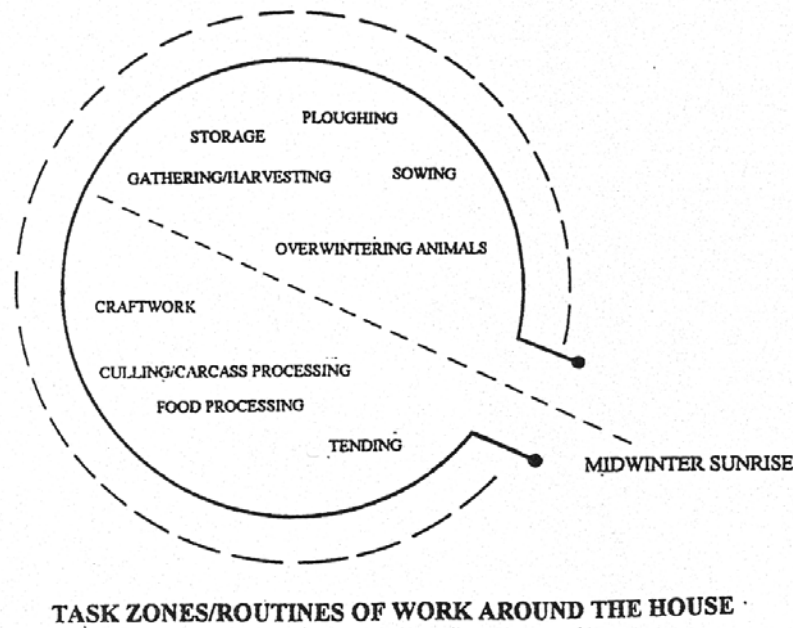 PLOUGHING
STORAGE
GATHERING/HARVESTING
SOWING
OVERWINTERING ANIMALS
CRAFTWORK
CULLING/CARCASS PROCESSING
FOOD PROCESSING
TENDING
MIDWINTER SUNRISE
TASK ZONES/ROUTINES OF WORK AROUND THE HOUSE